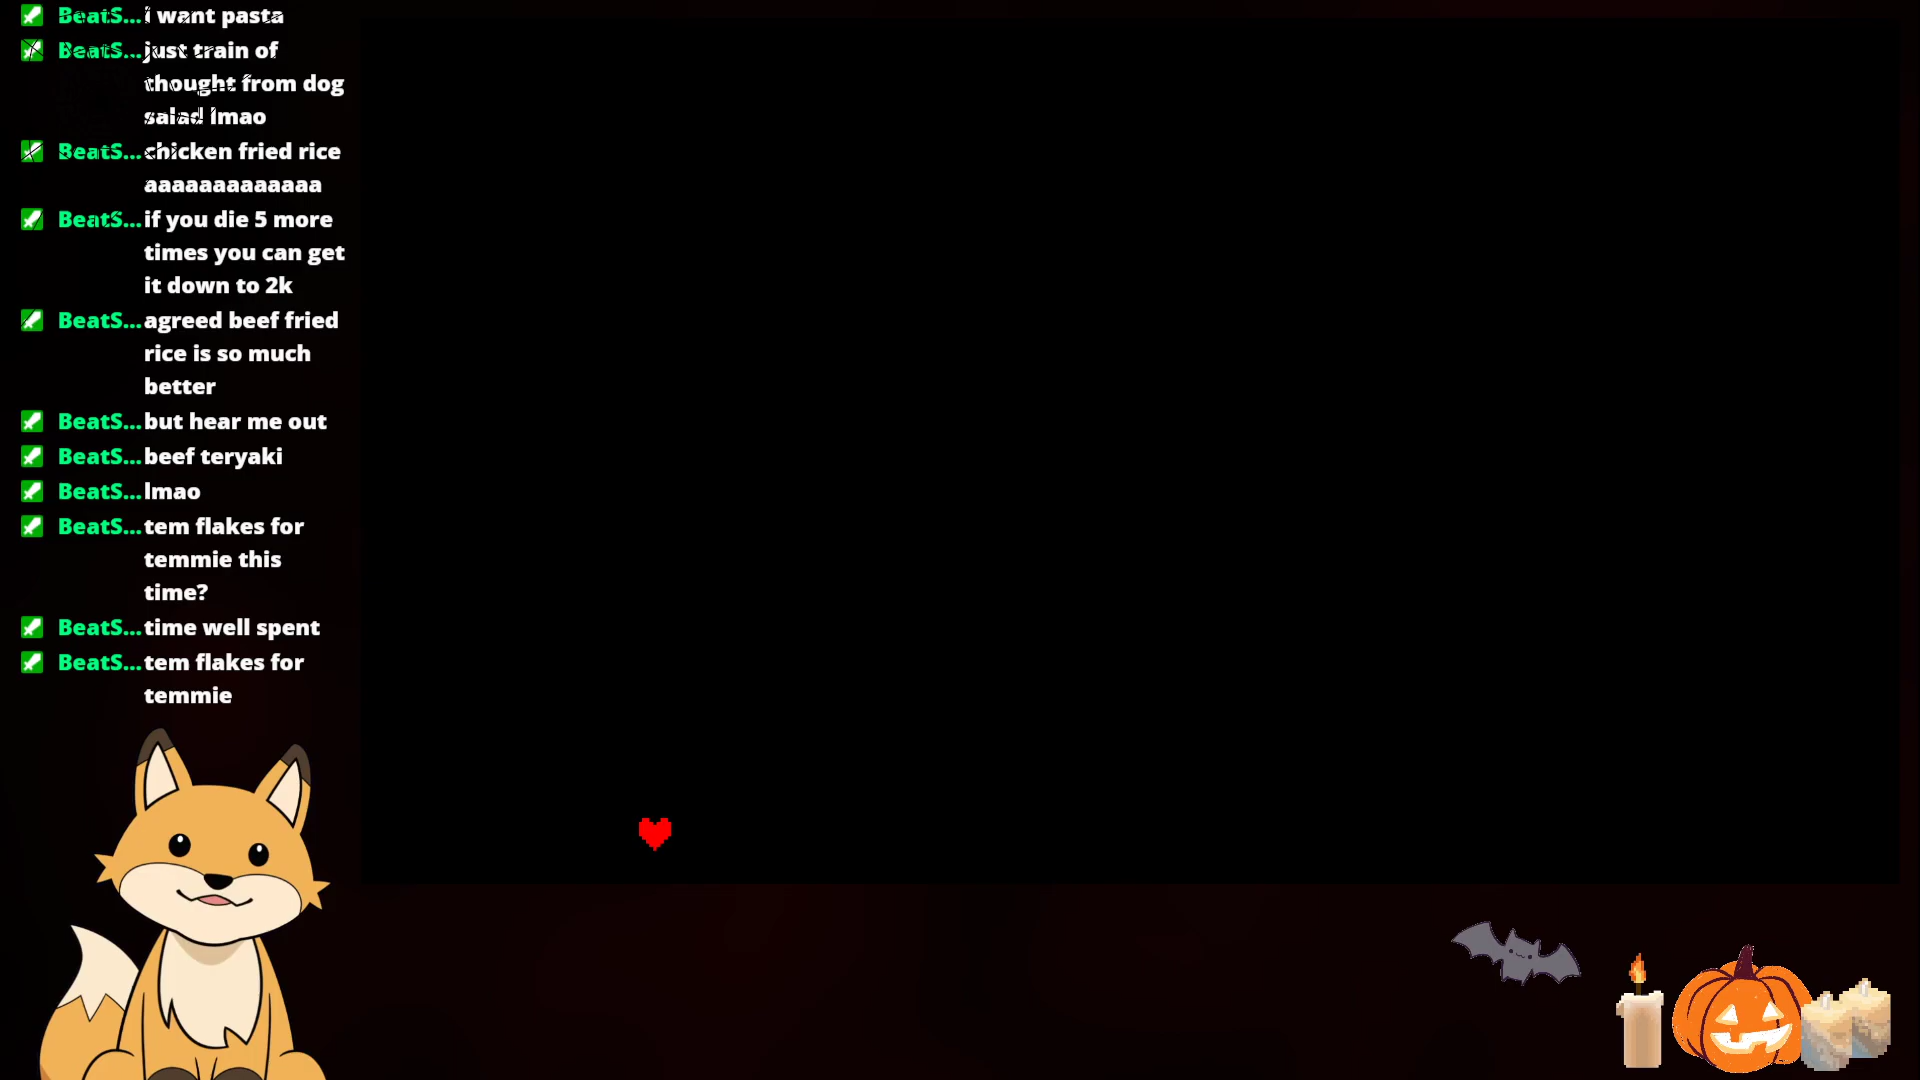 BeatS... i want pasta
BeatS... just train of
thought from dog
salad lmao
BeatS... chicken fried rice
aaaaaaaaaaaaa
BeatS... if you die 5 more
times you can get
it down to 2k
BeatS... agreed beef fried
rice is so much
better
BeatS... but hear me out
BeatS... beef teryaki
BeatS... lmao
BeatS... tem flakes for
temmie this
time?
BeatS... time well spent
BeatS... tem flakes for
temmie